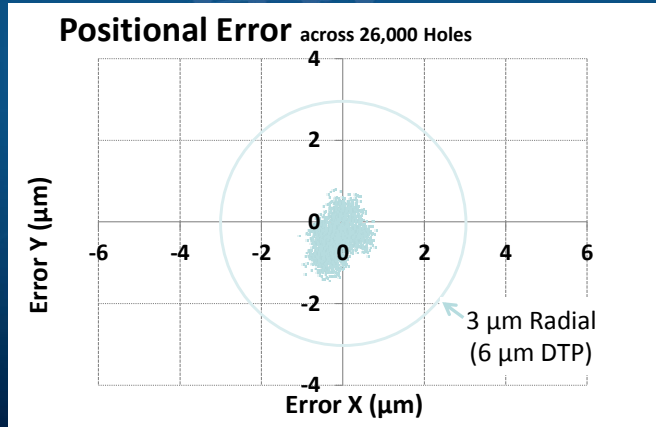 Positional Error across 26,000 Holes
4
2
0
-6 -4 -2 0 2 4 6
-2
-4
Error Y (µm)
Error X (µm)
3 µm Radial
(6 µm DTP)